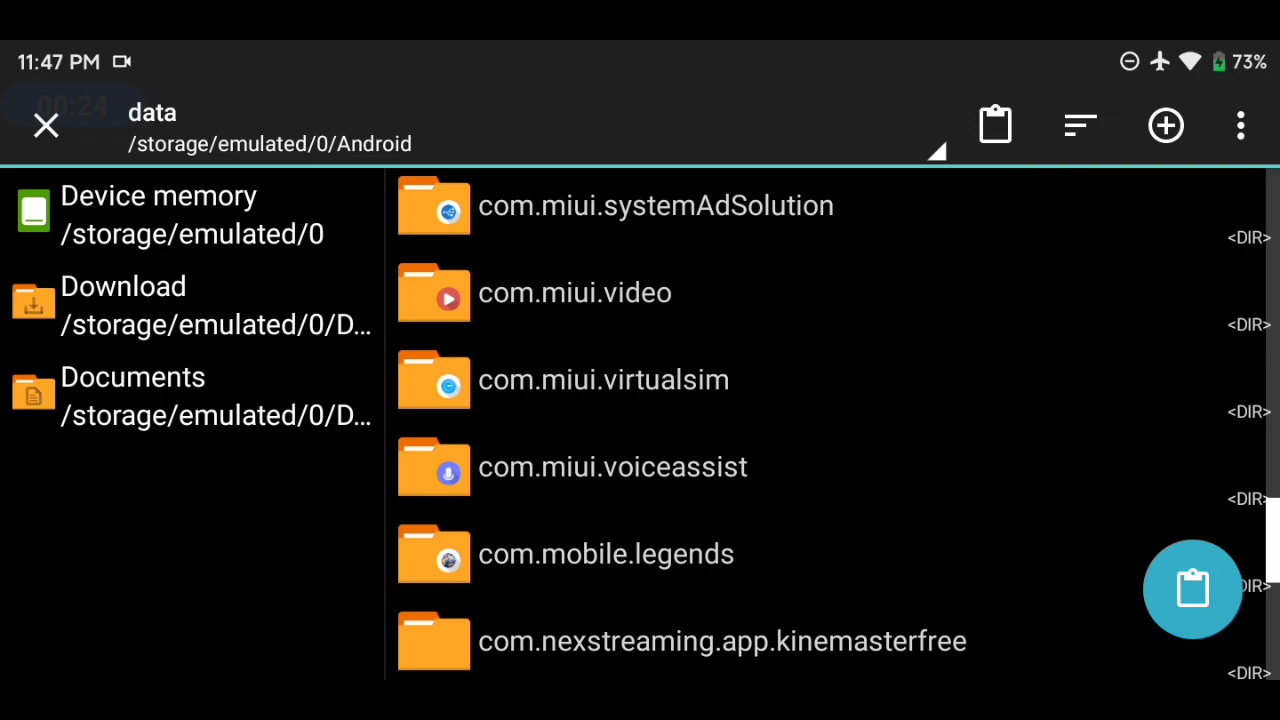 11:47 PM
73%
00:24
data
/storage/emulated/0/Android
Device memory
/storage/emulated/0
Download
/storage/emulated/0/D...
Documents
/storage/emulated/0/D...
com.miui.systemAdSolution
<DIR>
com.miui.video
<DIR>
com.miui.virtualsim
<DIR>
com.miui.voiceassist
<DIR>
com.mobile.legends
DIR>
com.nexstreaming.app.kinemasterfree
<DIR>